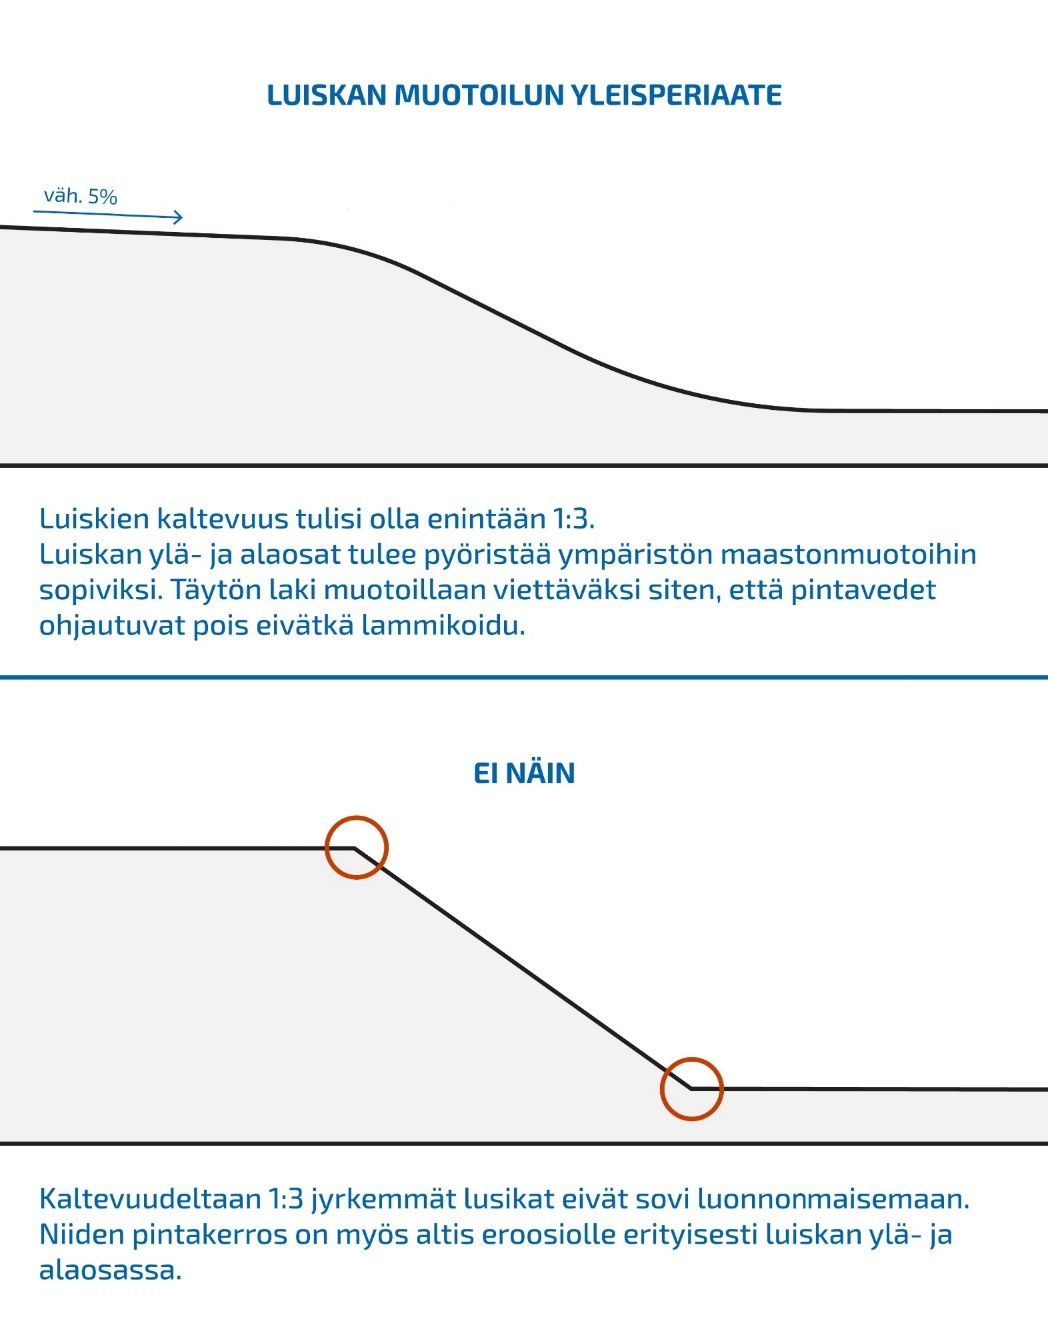 LUISKAN MUOTOILUN YLEISPERIAATE
väh. 5%
Luiskien kaltevuus tulisi olla enintään 1:3.
Luiskan ylä- ja alaosat tulee pyöristää ympäristön maastonmuotoihin
sopiviksi. Täytön laki muotoillaan viettäväksi siten, että pintavedet
ohjautuvat pois eivätkä lammikoidu.
EI NÄIN
Kaltevuudeltaan 1:3 jyrkemmät lusikat eivät sovi luonnonmaisemaan.
Niiden pintakerros on myös altis eroosiolle erityisesti luiskan ylä- ja
alaosassa.